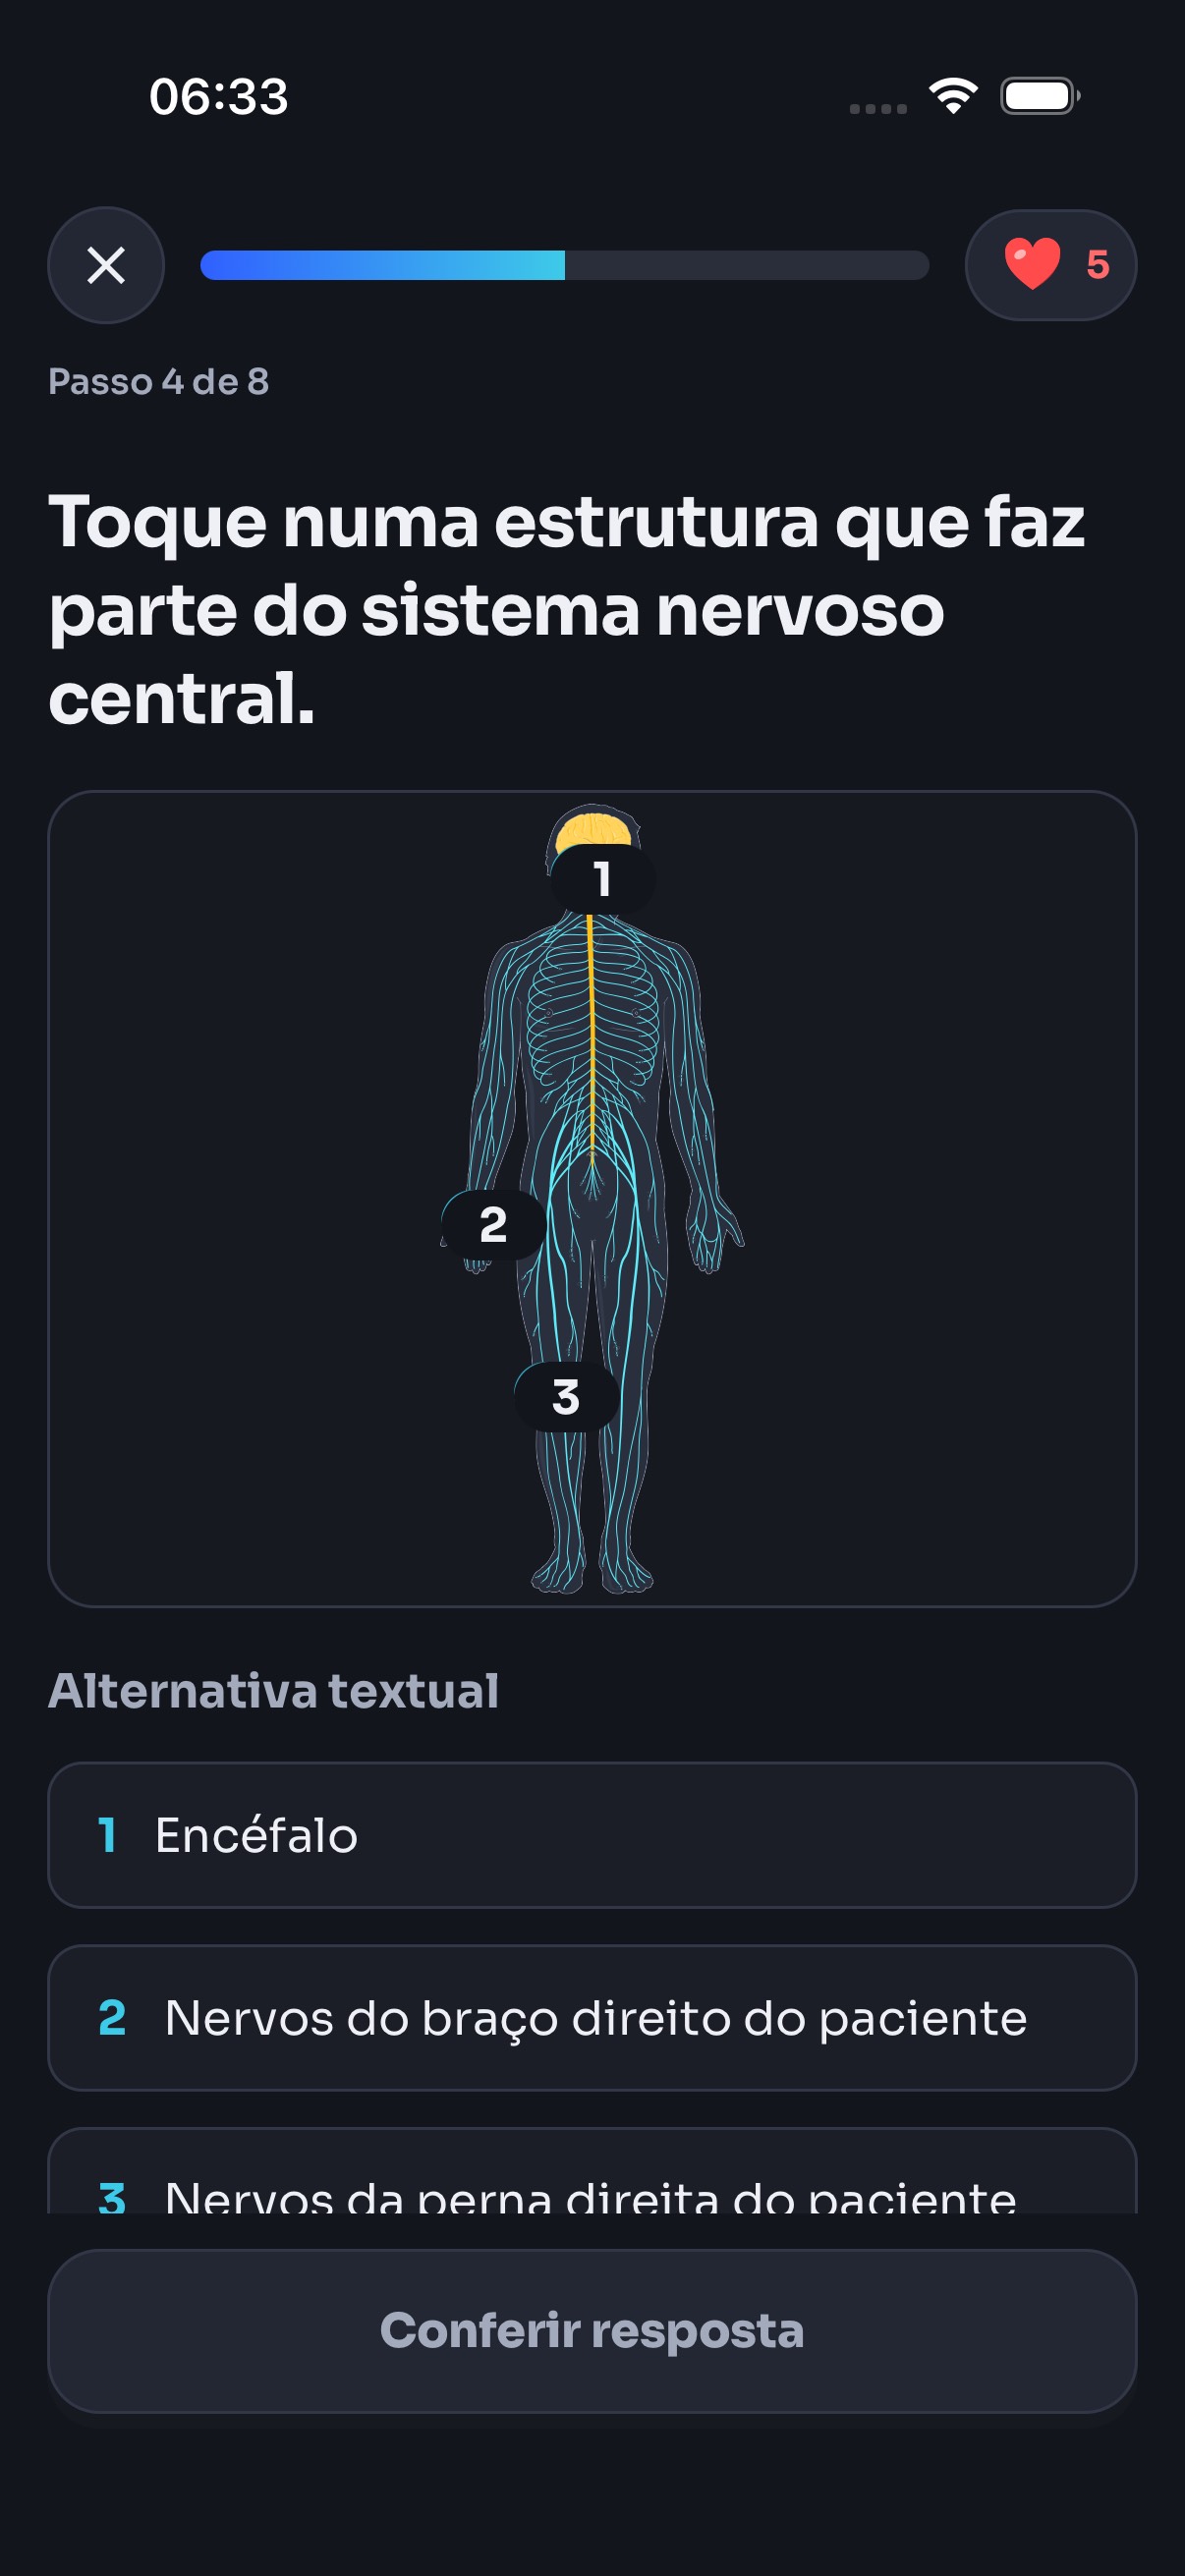 06:33
5
Passo 4 de 8
Toque numa estrutura que faz
parte do sistema nervoso
central.
1
2
3
Alternativa textual
1 Encéfalo
2 Nervos do braço direito do paciente
3 Nervos da perna direita do paciente
Conferir resposta